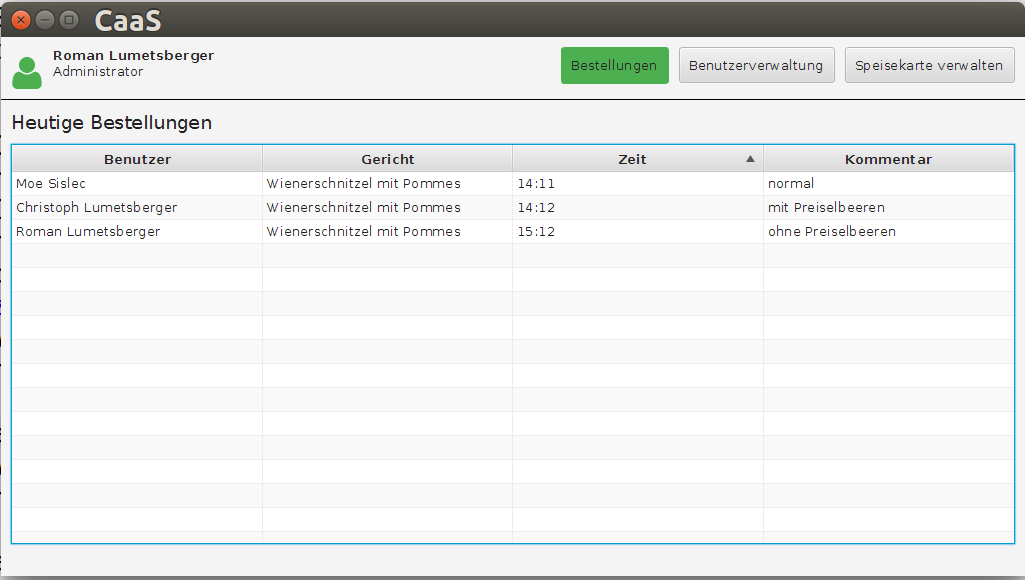 CaaS
Roman Lumetsberger
Administrator
Bestellungen Benutzerverwaltung Speisekarte verwalten
Heutige Bestellungen
Benutzer Gericht Zeit Kommentar
Moe Sislec Wienerschnitzel mit Pommes 14:11 normal
Christoph Lumetsberger Wienerschnitzel mit Pommes 14:12 mit Preiselbeeren
Roman Lumetsberger Wienerschnitzel mit Pommes 15:12 ohne Preiselbeeren